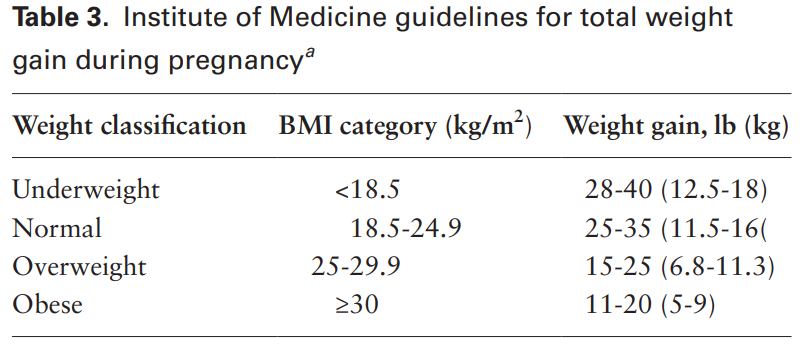 Table 3. Institute of Medicine guidelines for total weight
gain during pregnancyª
Weight classification BMI category (kg/m²) Weight gain, lb (kg)
Underweight <18.5 28-40 (12.5-18)
Normal 18.5-24.9 25-35 (11.5-16(
Overweight 25-29.9 15-25 (6.8-11.3)
Obese ≥30 11-20 (5-9)